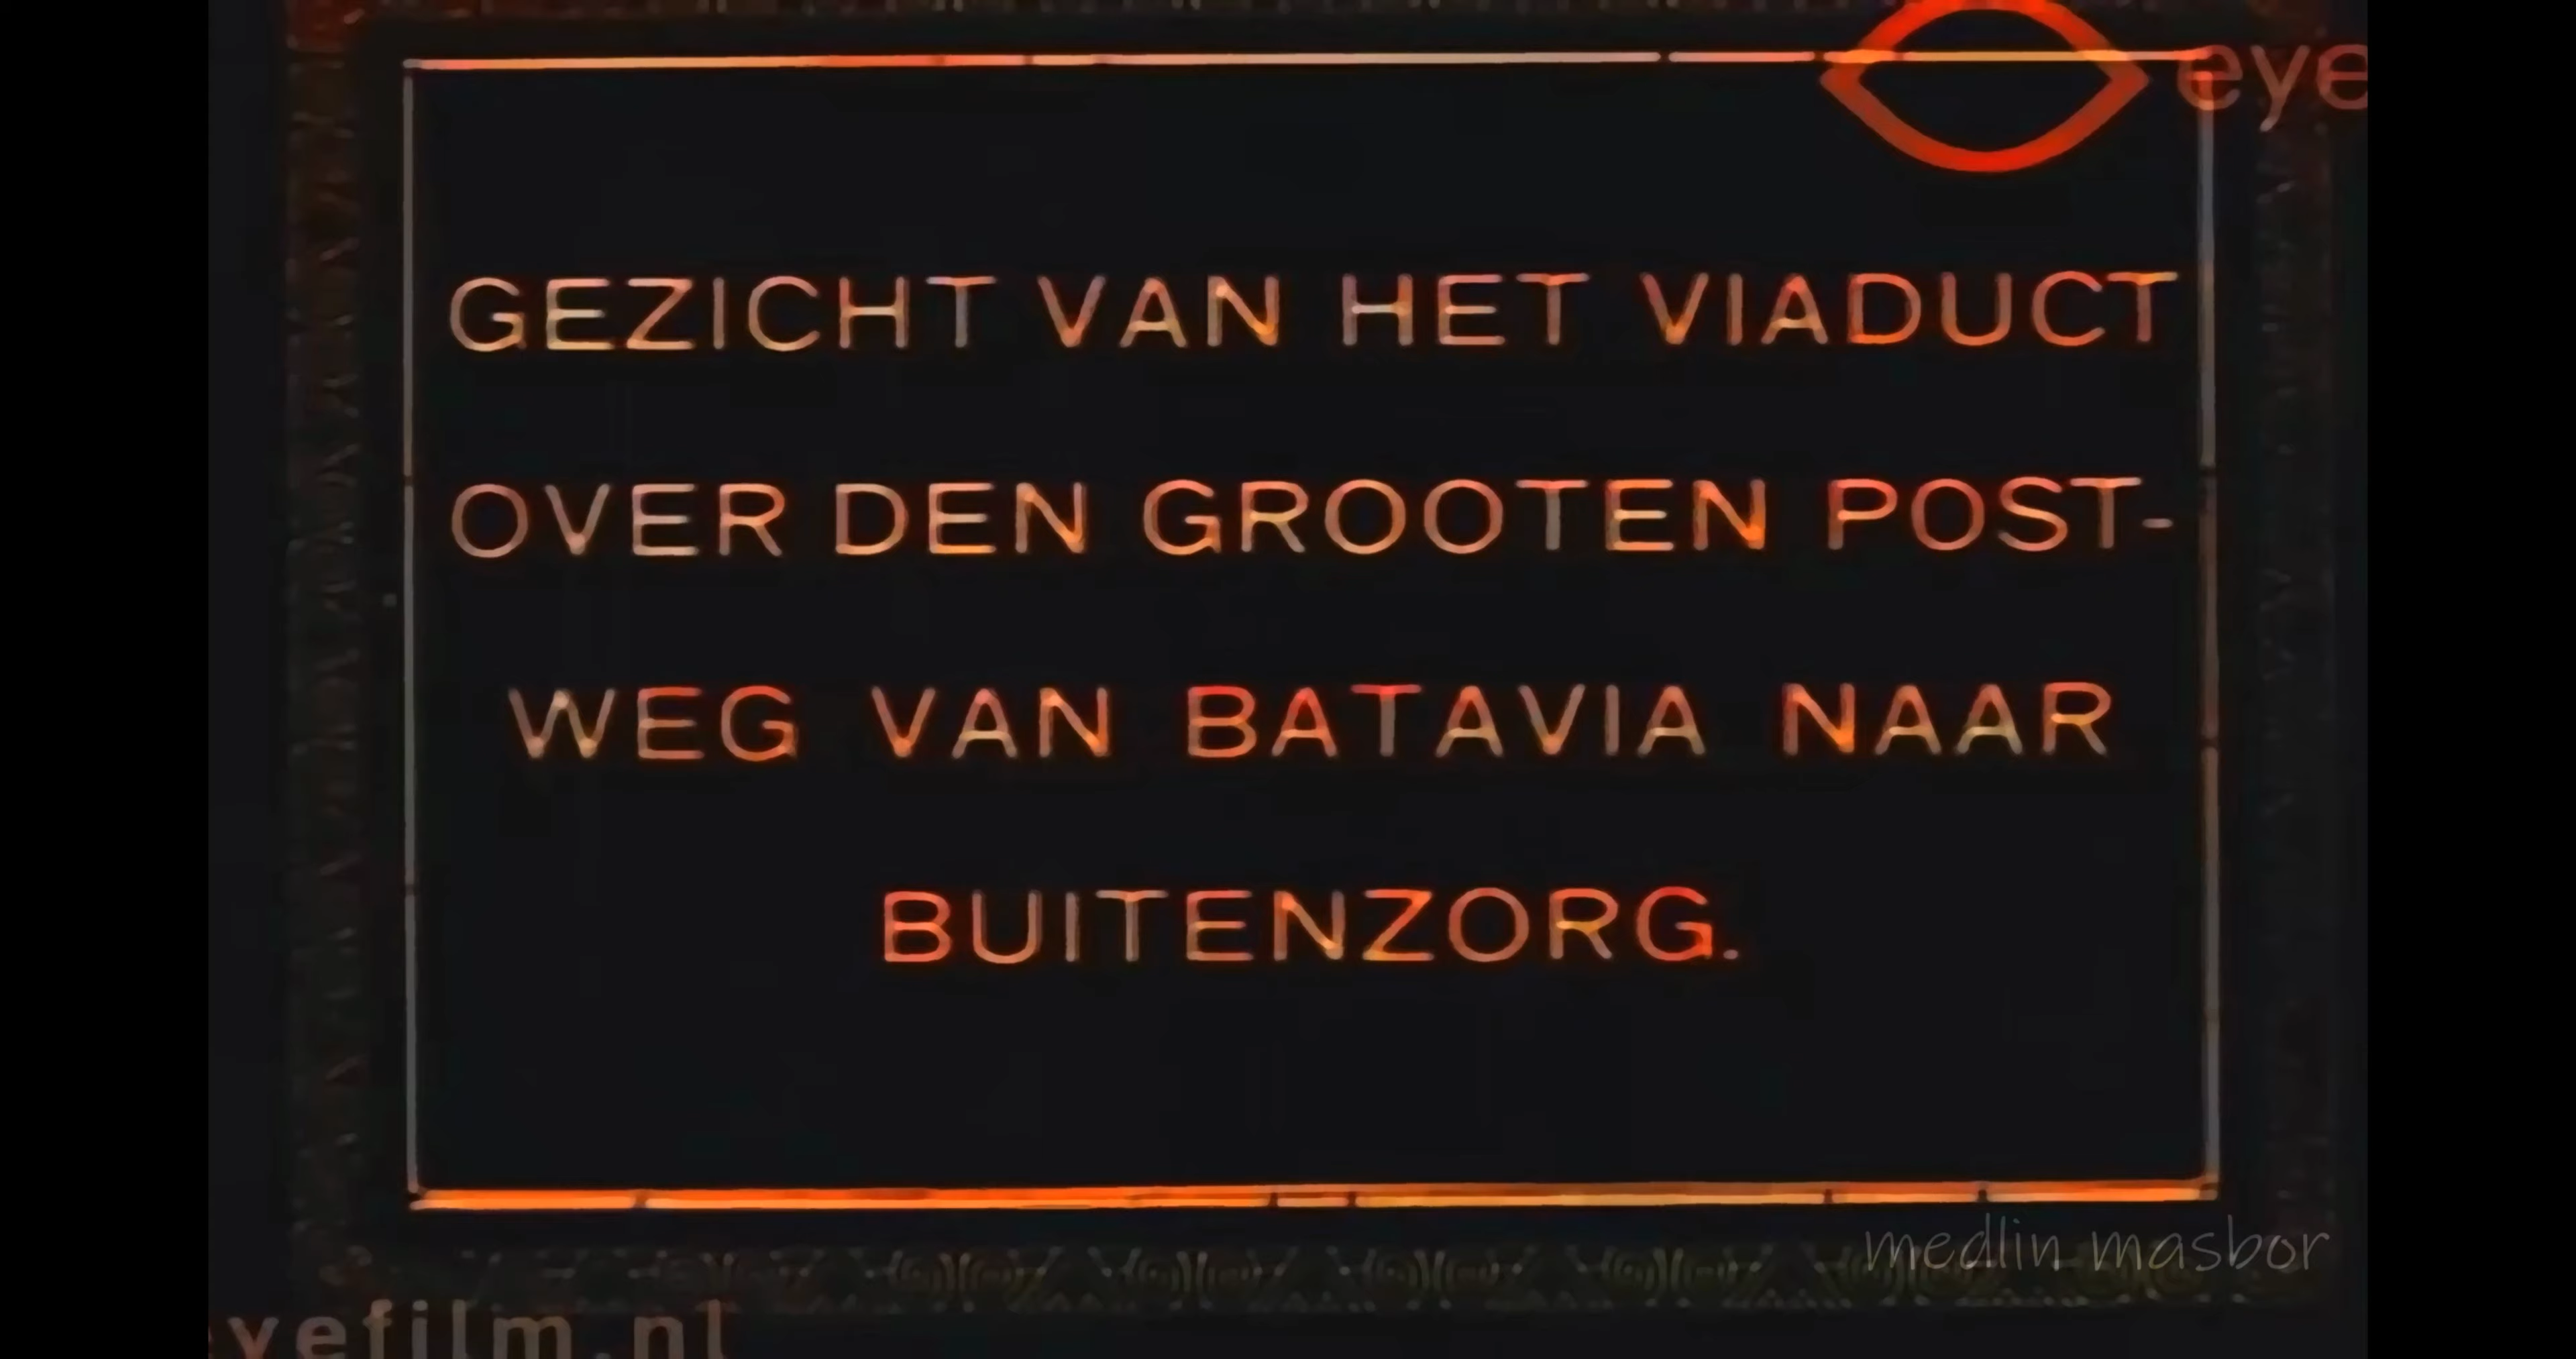 eye
GEZICHT VAN HET VIADUCT
OVER DEN GROOTEN POST-
WEG VAN BATAVIA NAAR
BUITENZORG.
medlin masbor
eyefilm.nl